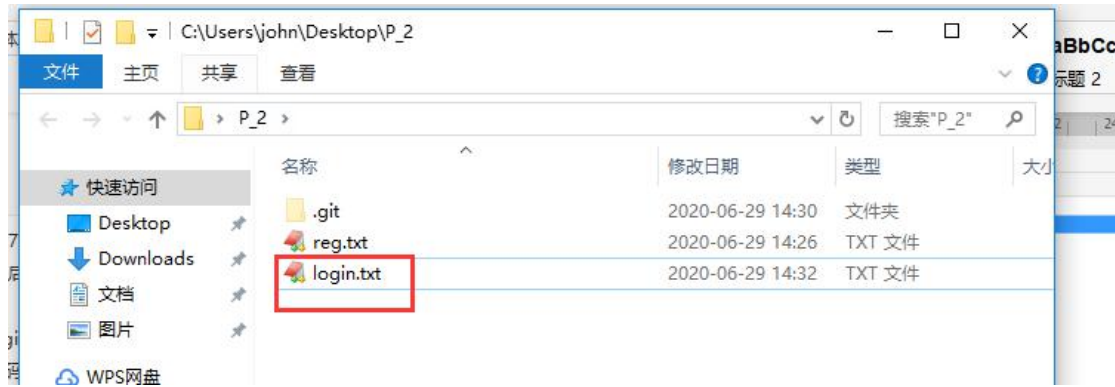 C:\Users\john\Desktop\P_2
文件 主页 共享 查看
P_2
搜索"P_2"
名称 修改日期 类型 大小
快速访问
Desktop
Downloads
文档
图片
WPS网盘
.git 2020-06-29 14:30 文件夹
reg.txt 2020-06-29 14:26 TXT 文件
login.txt 2020-06-29 14:32 TXT 文件
aBbCc
标题 2